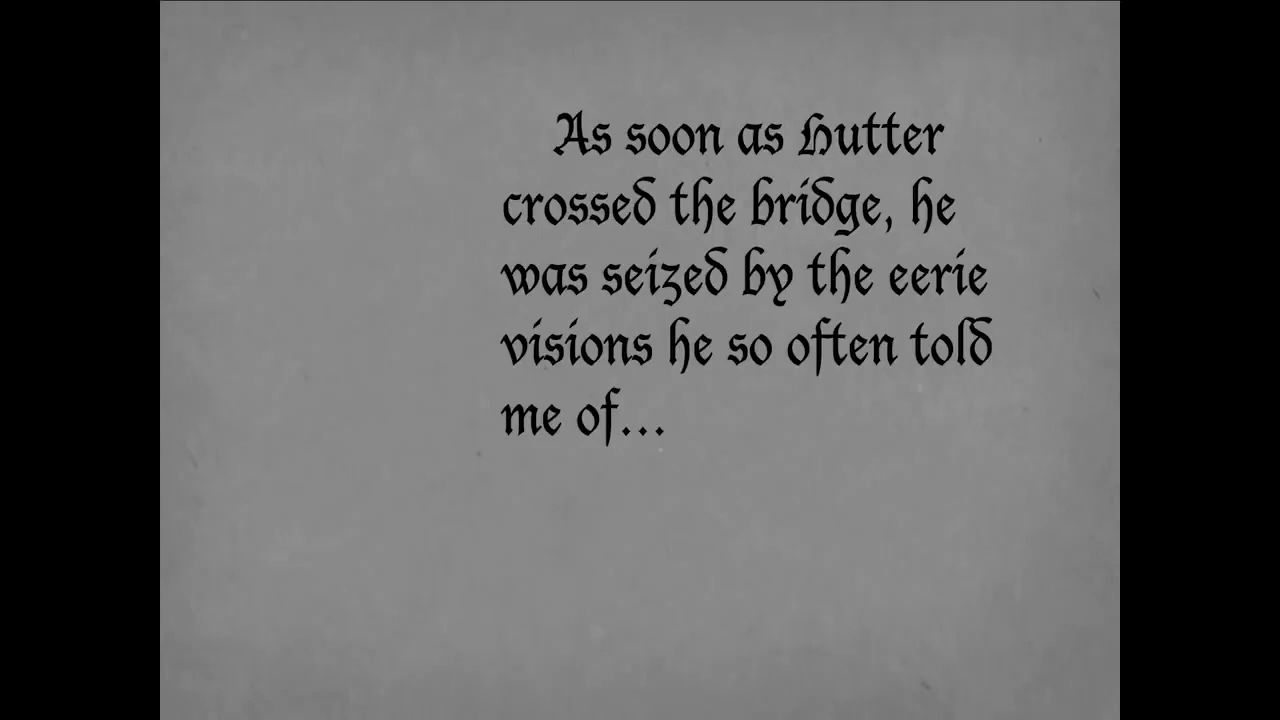 As soon as Hutter
crossed the bridge, he
was seized by the eerie
visions he so often told
me of...